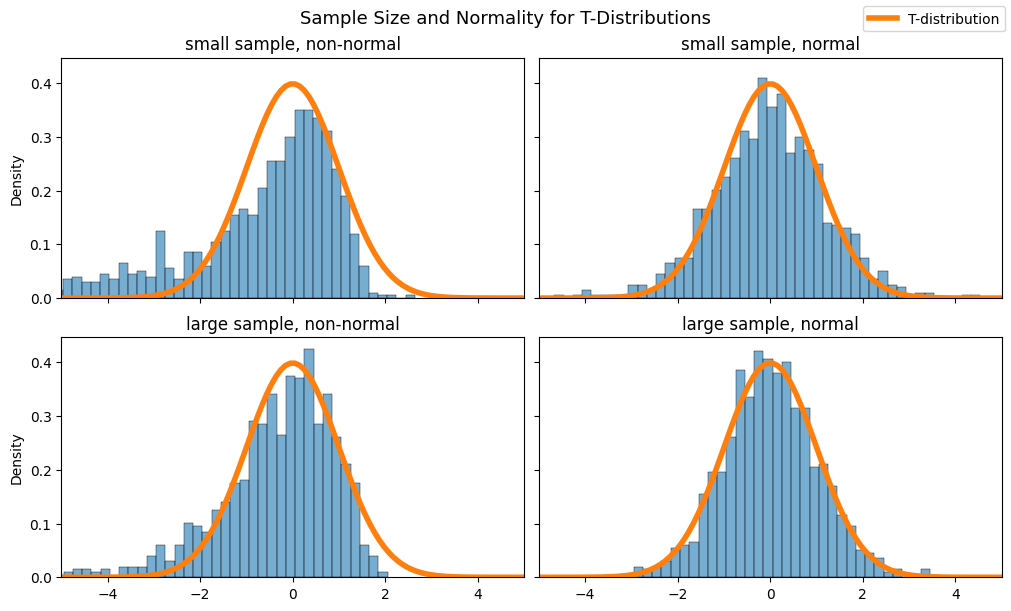 Sample Size and Normality for T-Distributions
T-distribution
small sample, non-normal
small sample, normal
0.4
0.3
0.2
0.1
0.0
Density
large sample, non-normal
large sample, normal
0.4
0.3
0.2
0.1
0.0
Density
−4 −2 0 2 4
−4 −2 0 2 4